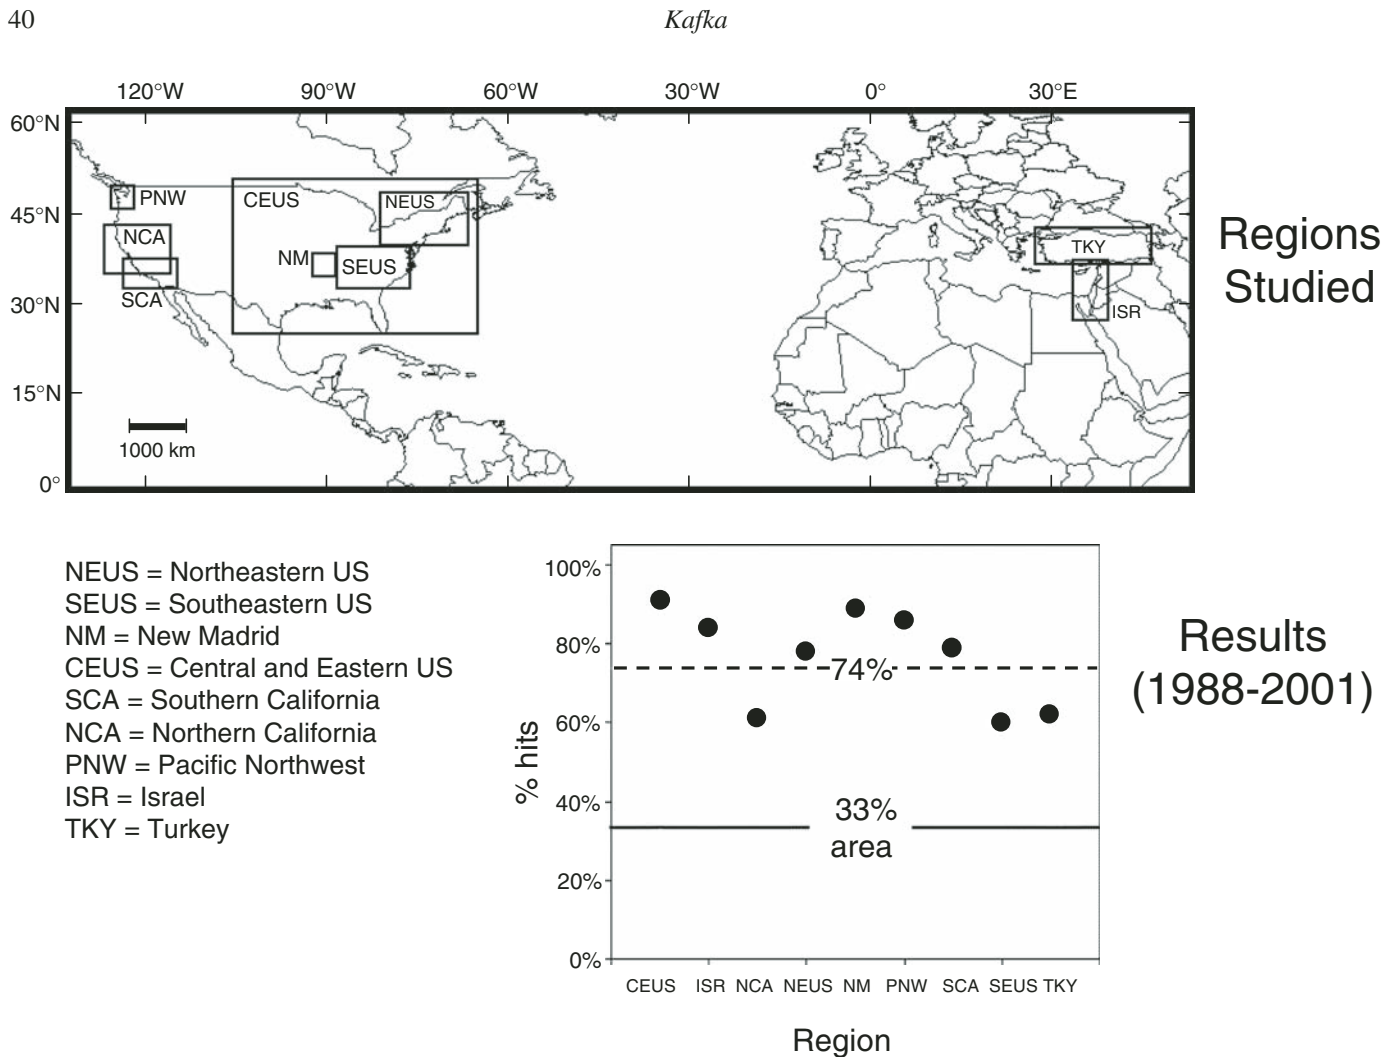 40
Kafka
120°W 90°W 60°W 30°W 0° 30°E
60°N
45°N
30°N
15°N
0°
PNW
CEUS
NEUS
NCA
NM
SEUS
SCA
TKY
ISR
1000 km
Regions
Studied
NEUS = Northeastern US
SEUS = Southeastern US
NM = New Madrid
CEUS = Central and Eastern US
SCA = Southern California
NCA = Northern California
PNW = Pacific Northwest
ISR = Israel
TKY = Turkey
100%
80%
60%
40%
20%
0%
% hits
74%
33%
area
CEUS ISR NCA NEUS NM PNW SCA SEUS TKY
Region
Results
(1988-2001)